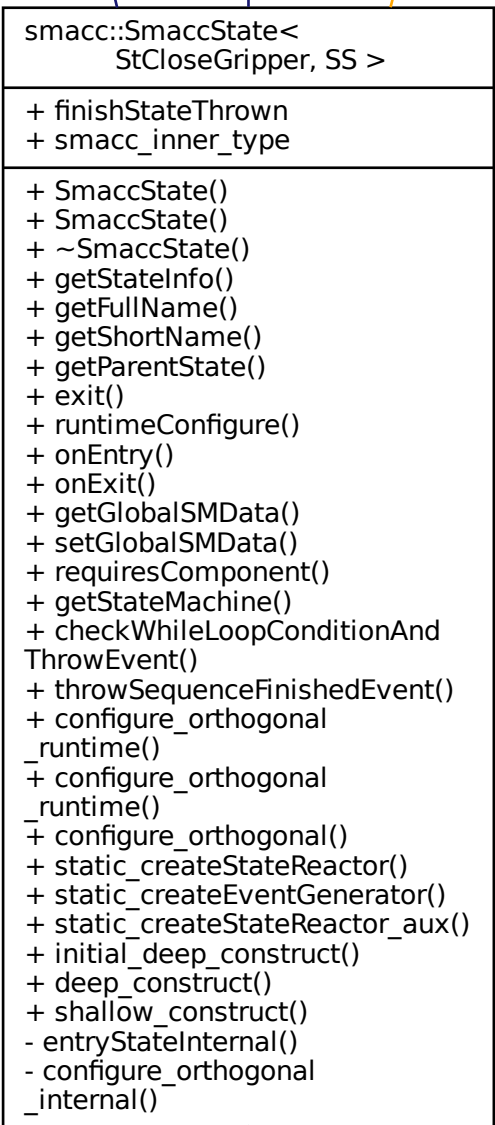 smacc::SmaccState<
StCloseGripper, SS >
+ finishStateThrown
+ smacc_inner_type
+ SmaccState()
+ SmaccState()
+ ~SmaccState()
+ getStateInfo()
+ getFullName()
+ getShortName()
+ getParentState()
+ exit()
+ runtimeConfigure()
+ onEntry()
+ onExit()
+ getGlobalSMData()
+ setGlobalSMData()
+ requiresComponent()
+ getStateMachine()
+ checkWhileLoopConditionAnd
ThrowEvent()
+ throwSequenceFinishedEvent()
+ configure_orthogonal
_runtime()
+ configure_orthogonal
_runtime()
+ configure_orthogonal()
+ static_createStateReactor()
+ static_createEventGenerator()
+ static_createStateReactor_aux()
+ initial_deep_construct()
+ deep_construct()
+ shallow_construct()
- entryStateInternal()
- configure_orthogonal
_internal()